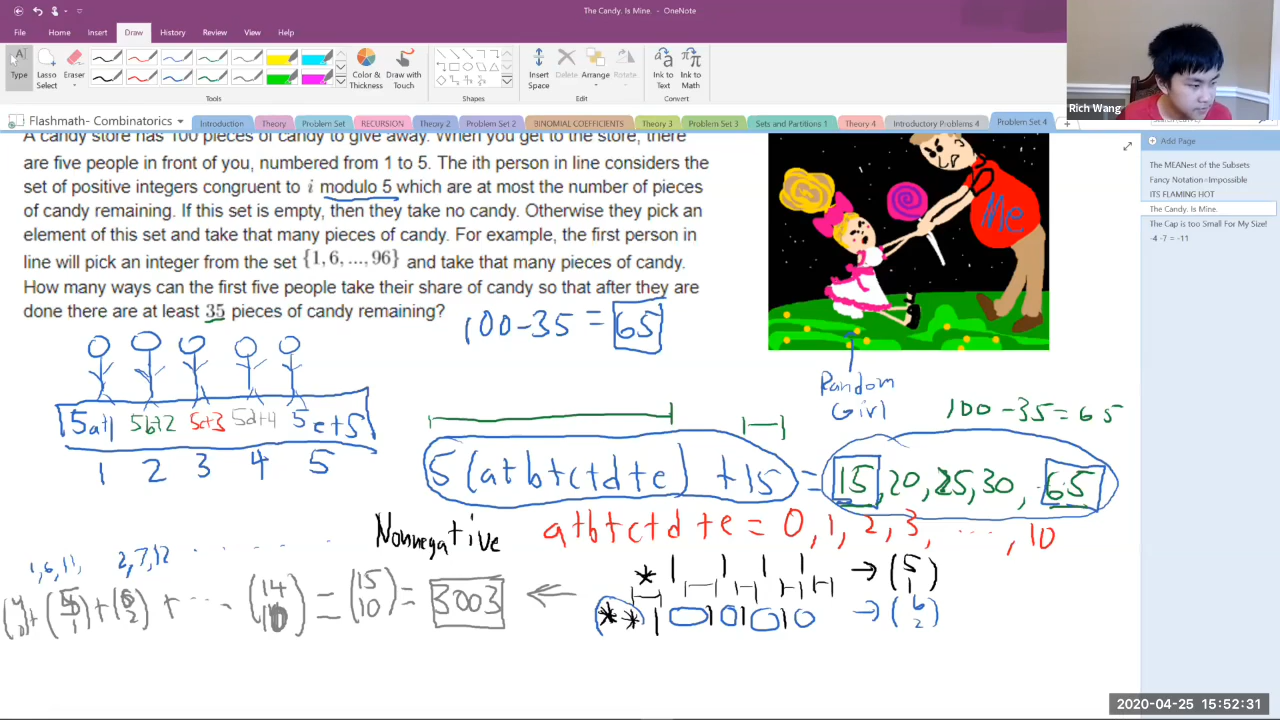 The Candy. Is Mine. - OneNote
File Home Insert Draw History Review View Help
Type
Lasso Select
Eraser
Color & Thickness
Draw with Touch
Insert Space
Delete
Arrange
Rotate
Ink to Text
Ink to Math
Tools
Shapes
Edit
Convert
Rich Wang
Flashmath- Combinatorics
Introduction Theory Problem Set RECURSION Theory 2 Problem Set 2 BINOMIAL COEFFICIENTS Theory 3 Problem Set 3 Sets and Partitions 1 Theory 4 Introductory Problems 4 Problem Set 4
Add Page
The MEANest of the Subsets
Fancy Notation=Impossible
ITS FLAMING HOT
The Candy. Is Mine.
The Cap is too Small For My Size!
-4 -7 = -11
A candy store has 100 pieces of candy to give away. When you get to the store, there
are five people in front of you, numbered from 1 to 5. The ith person in line considers the
set of positive integers congruent to i modulo 5 which are at most the number of pieces
of candy remaining. If this set is empty, then they take no candy. Otherwise they pick an
element of this set and take that many pieces of candy. For example, the first person in
line will pick an integer from the set {1, 6, ..., 96} and take that many pieces of candy.
How many ways can the first five people take their share of candy so that after they are
done there are at least 35 pieces of candy remaining?
100-35 = 65
Me
Random
Girl
100-35=65
5a+1 5b+2 5c+3 5d+4 5e+5
1 2 3 4 5
5(a+b+c+d+e) +15 = 15, 20, 25, 30, 65
Nonnegative
a+b+c+d+e = 0, 1, 2, 3, ..., 10
1, 6, 11, 2, 7, 12
(14 10) = (15 10) = 3003
* | | | | → (5 1)
** | | | | → (6 2)
2020-04-25 15:52:31